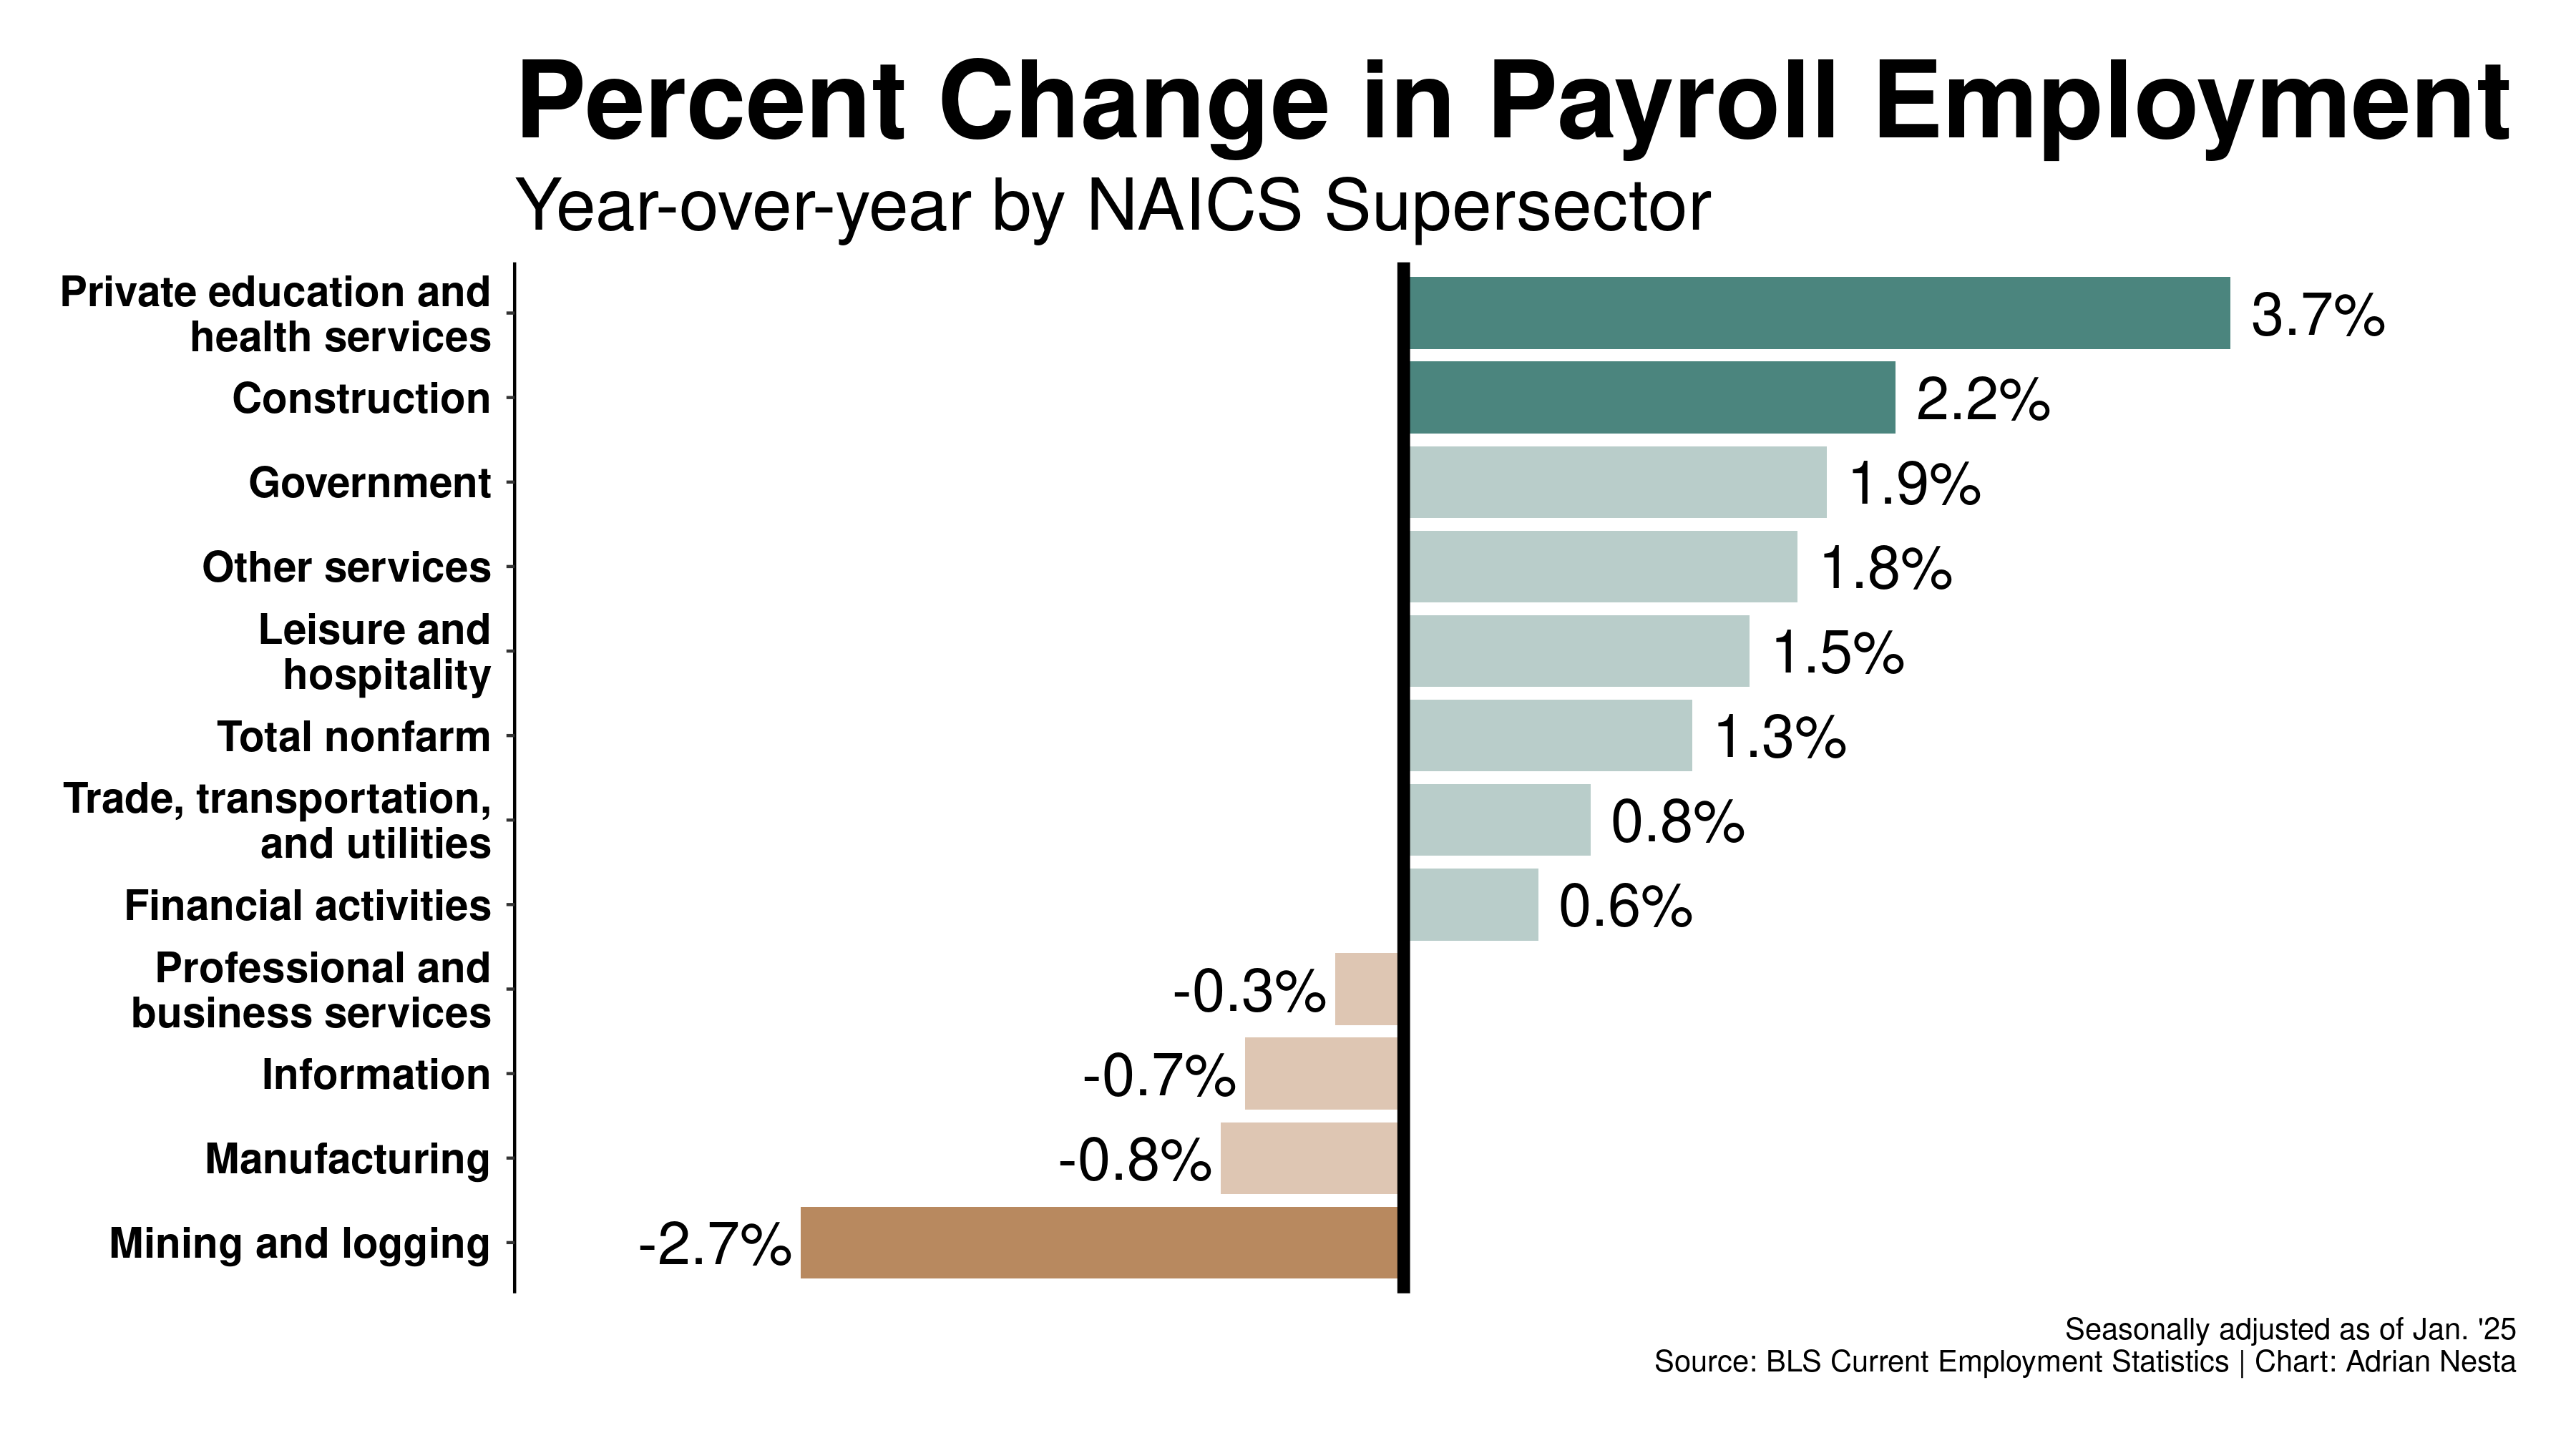 Percent Change in Payroll Employment
Year-over-year by NAICS Supersector
Private education and
health services
3.7%
Construction
2.2%
Government
1.9%
Other services
1.8%
Leisure and
hospitality
1.5%
Total nonfarm
1.3%
Trade, transportation,
and utilities
0.8%
Financial activities
0.6%
Professional and
business services
-0.3%
Information
-0.7%
Manufacturing
-0.8%
Mining and logging
-2.7%
Seasonally adjusted as of Jan. '25
Source: BLS Current Employment Statistics | Chart: Adrian Nesta